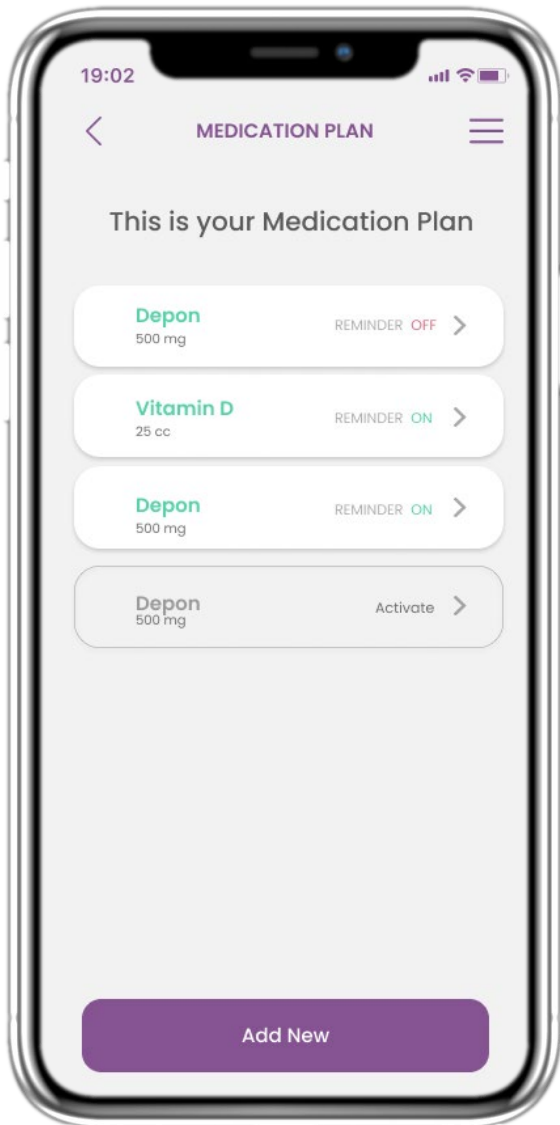 19:02
MEDICATION PLAN
This is your Medication Plan
Depon
500 mg
REMINDER OFF
Vitamin D
25 cc
REMINDER ON
Depon
500 mg
REMINDER ON
Depon
500 mg
Activate
Add New